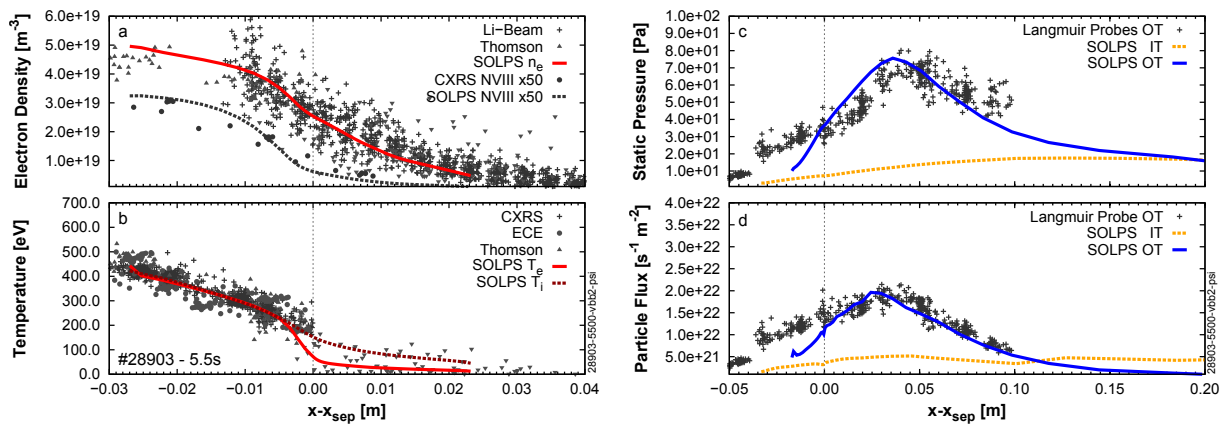 a
Electron Density [m-3]
6.0e+19
5.0e+19
4.0e+19
3.0e+19
2.0e+19
1.0e+19
Li-Beam
Thomson
SOLPS ne
CXRS NVIII x50
SOLPS NVIII x50
b
Temperature [eV]
700.0
600.0
500.0
400.0
300.0
200.0
100.0
0.0
CXRS
ECE
Thomson
SOLPS Te
SOLPS Ti
#28903 - 5.5s
28903-5500-vbb2-psi
−0.03 −0.02 −0.01 0.00 0.01 0.02 0.03 0.04
x-xsep [m]
c
Static Pressure [Pa]
1.0e+02
9.0e+01
8.0e+01
7.0e+01
6.0e+01
5.0e+01
4.0e+01
3.0e+01
2.0e+01
1.0e+01
Langmuir Probes OT
SOLPS IT
SOLPS OT
d
Particle Flux [s-1 m-2]
4.0e+22
3.5e+22
3.0e+22
2.5e+22
2.0e+22
1.5e+22
1.0e+22
5.0e+21
Langmuir Probe OT
SOLPS IT
SOLPS OT
28903-5500-vbb2-psi
−0.05 0.00 0.05 0.10 0.15 0.20
x-xsep [m]